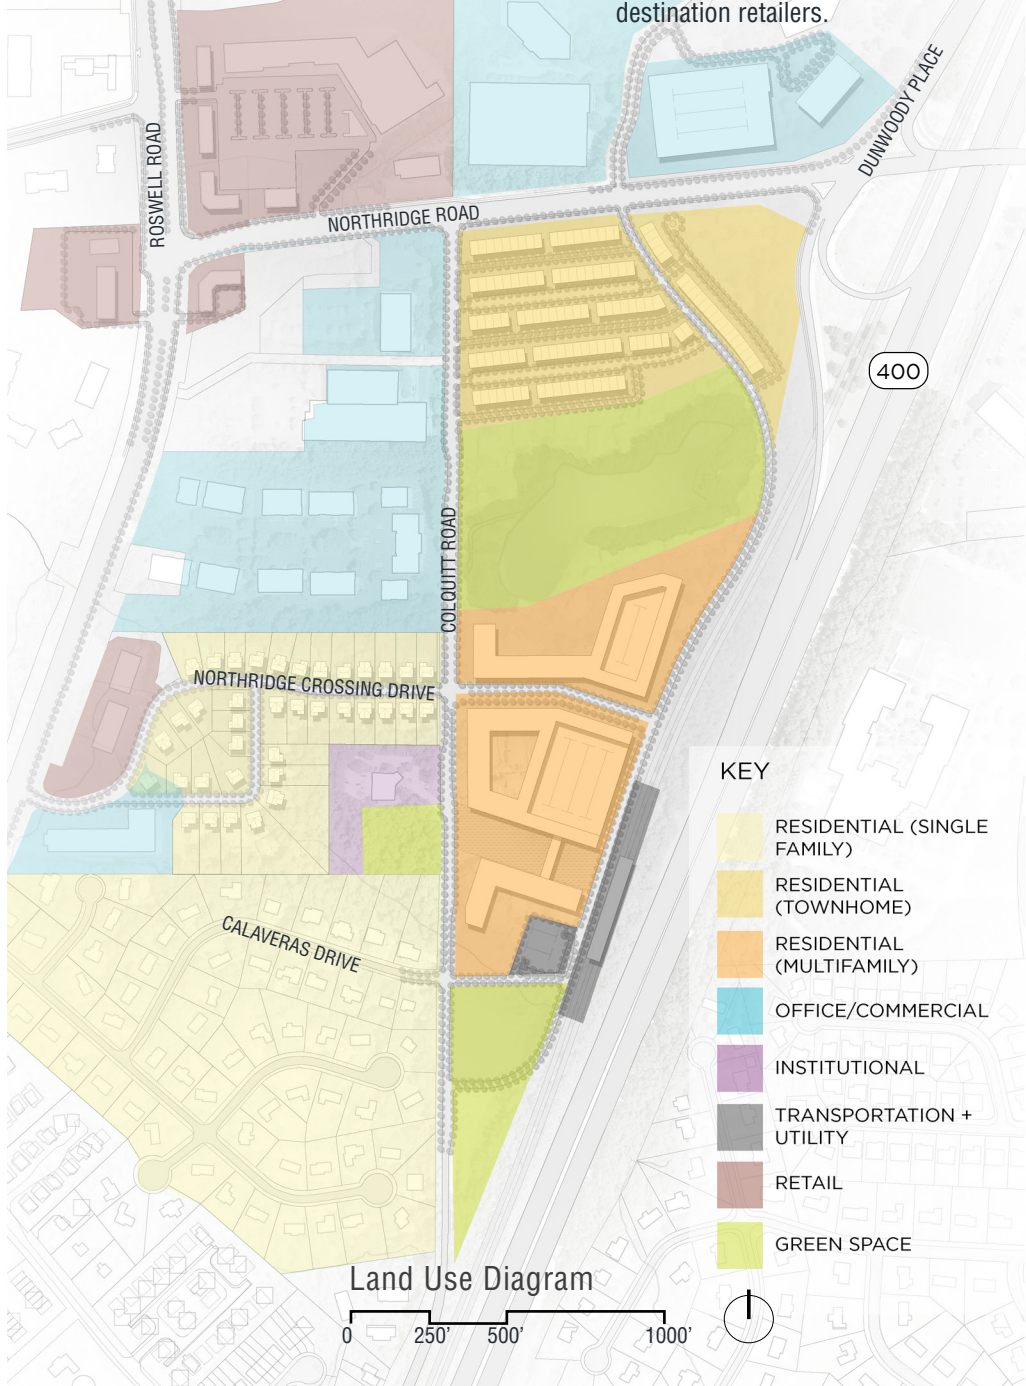 destination retailers.
DUNWOODY PLACE
ROSWELL ROAD
NORTHRIDGE ROAD
400
COLQUITT ROAD
NORTHRIDGE CROSSING DRIVE
CALAVERAS DRIVE
KEY
RESIDENTIAL (SINGLE
FAMILY)
RESIDENTIAL
(TOWNHOME)
RESIDENTIAL
(MULTIFAMILY)
OFFICE/COMMERCIAL
INSTITUTIONAL
TRANSPORTATION +
UTILITY
RETAIL
GREEN SPACE
Land Use Diagram
0 250' 500' 1000'